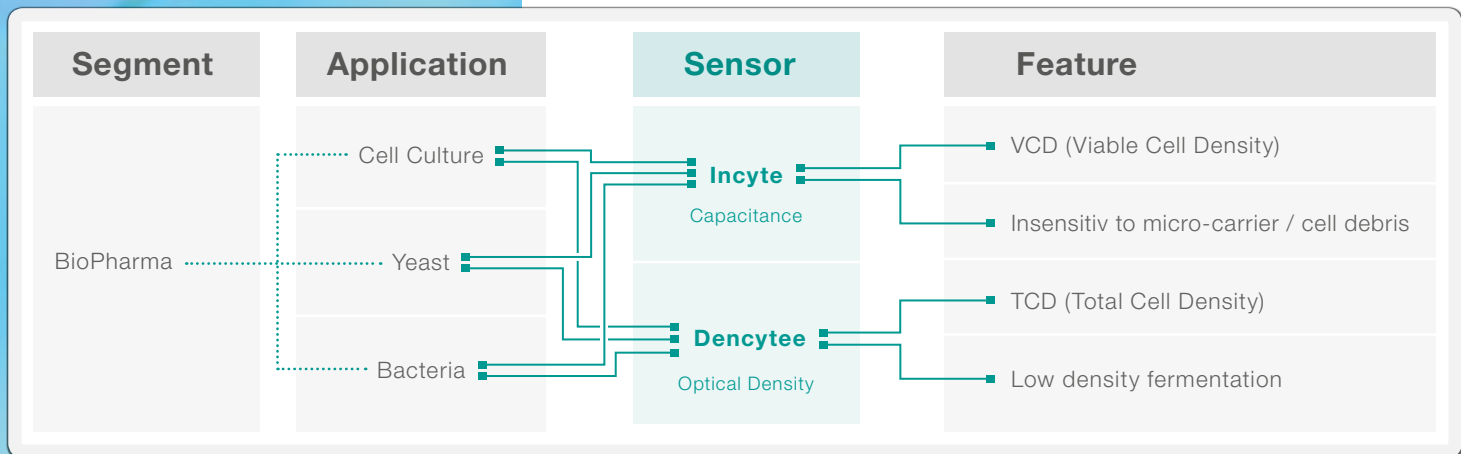 Segment
Application
Sensor
Feature
BioPharma
Cell Culture
Yeast
Bacteria
Incyte
Capacitance
Dencytee
Optical Density
VCD (Viable Cell Density)
Insensitiv to micro-carrier / cell debris
TCD (Total Cell Density)
Low density fermentation